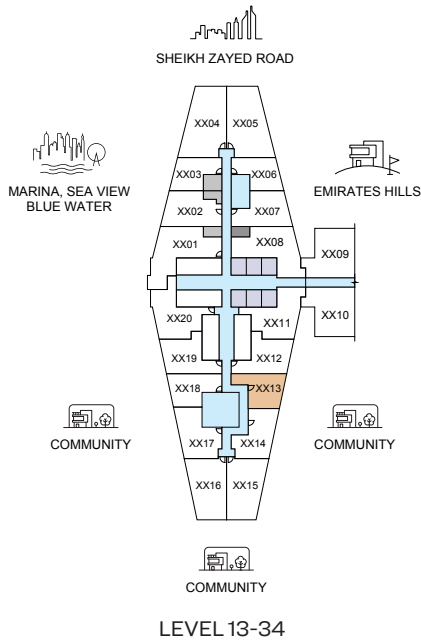 SHEIKH ZAYED ROAD
MARINA, SEA VIEW
BLUE WATER
EMIRATES HILLS
XX04 XX05
XX03 XX06
XX02 XX07
XX01 XX08
XX09
XX10
XX20 XX11
XX19 XX12
XX18 XX13
XX17 XX14
XX16 XX15
COMMUNITY COMMUNITY
COMMUNITY
LEVEL 13-34